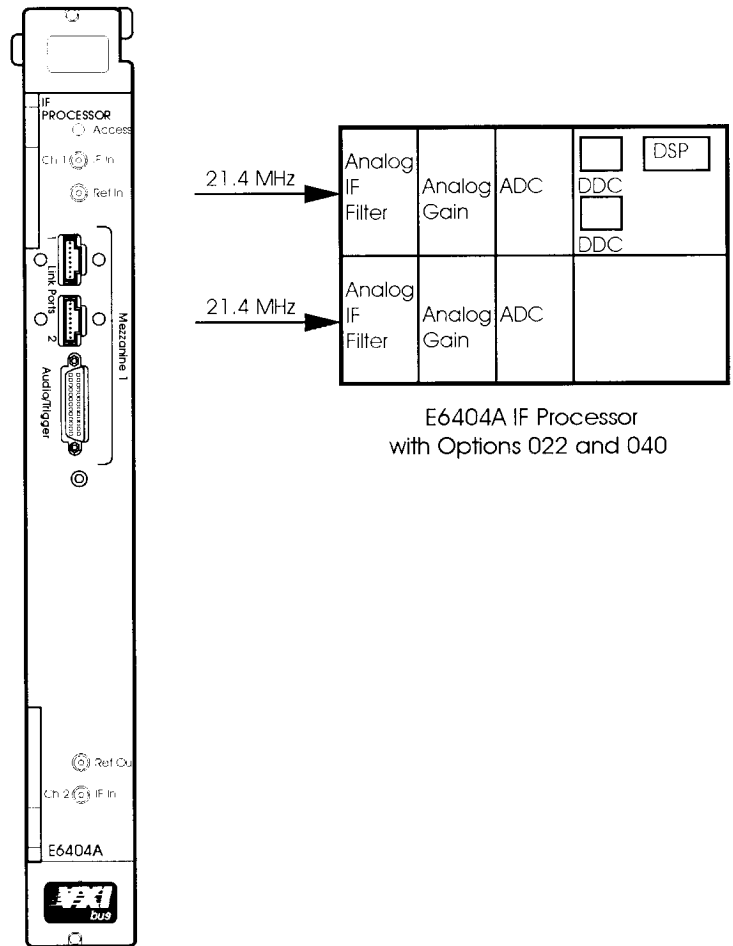 IF
PROCESSOR
Access
Ch 1 IF In
Ref In
1
Link Ports
2
Mezzanine 1
Audio/Trigger
Ref Ou
Ch 2 IF In
E6404A
VXI
bus
21.4 MHz
Analog
IF
Filter
Analog
Gain
ADC
DDC
DDC
DSP
21.4 MHz
Analog
IF
Filter
Analog
Gain
ADC
E6404A IF Processor
with Options 022 and 040